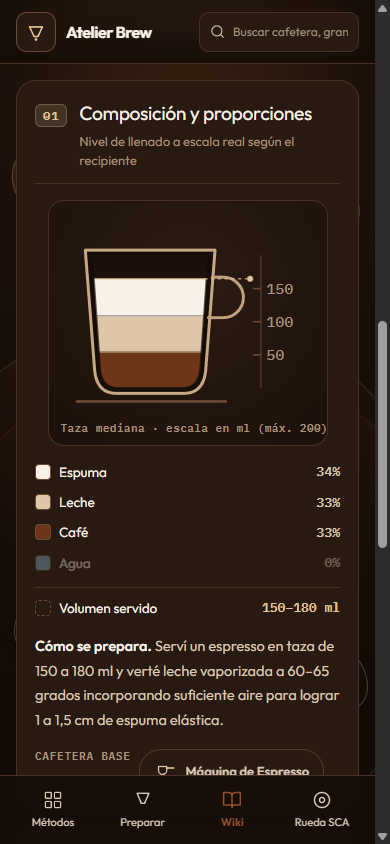 Atelier Brew
Buscar cafetera, gran
01
Composición y proporciones
Nivel de llenado a escala real según el
recipiente
150
100
50
Taza mediana · escala en ml (máx. 200)
Espuma 34%
Leche 33%
Café 33%
Agua 0%
Volumen servido 150–180 ml
Cómo se prepara. Serví un espresso en taza de
150 a 180 ml y verté leche vaporizada a 60–65
grados incorporando suficiente aire para lograr
1 a 1,5 cm de espuma elástica.
CAFETERA BASE
Máquina de Espresso
Métodos
Preparar
Wiki
Rueda SCA